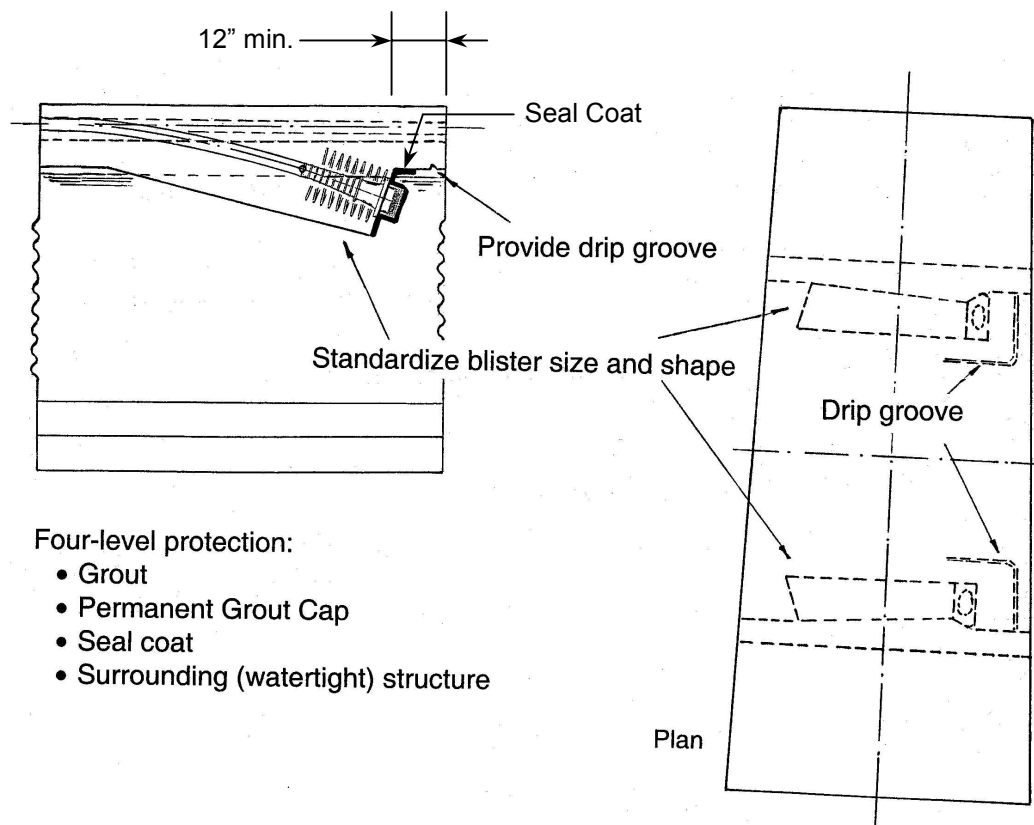 12” min.
Seal Coat
Provide drip groove
Standardize blister size and shape
Drip groove
Four-level protection:
• Grout
• Permanent Grout Cap
• Seal coat
• Surrounding (watertight) structure
Plan